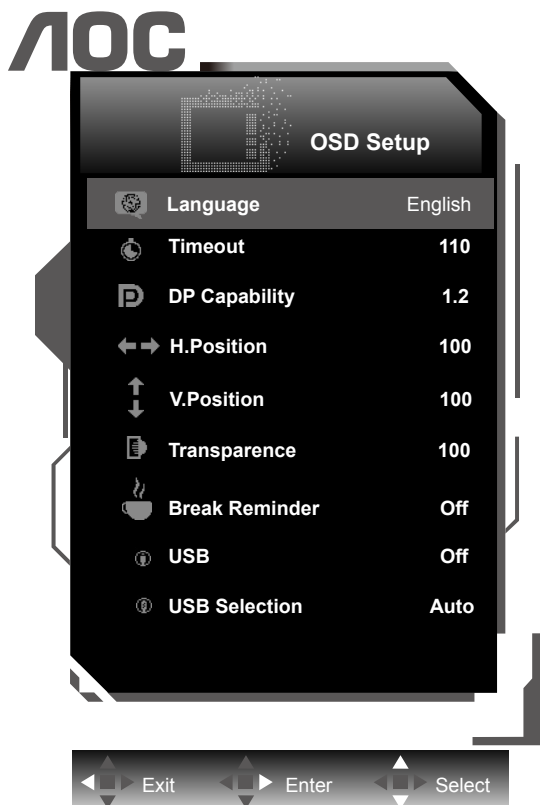 AOC
OSD Setup
Language English
Timeout 110
DP Capability 1.2
H.Position 100
V.Position 100
Transparence 100
Break Reminder Off
USB Off
USB Selection Auto
Exit Enter Select